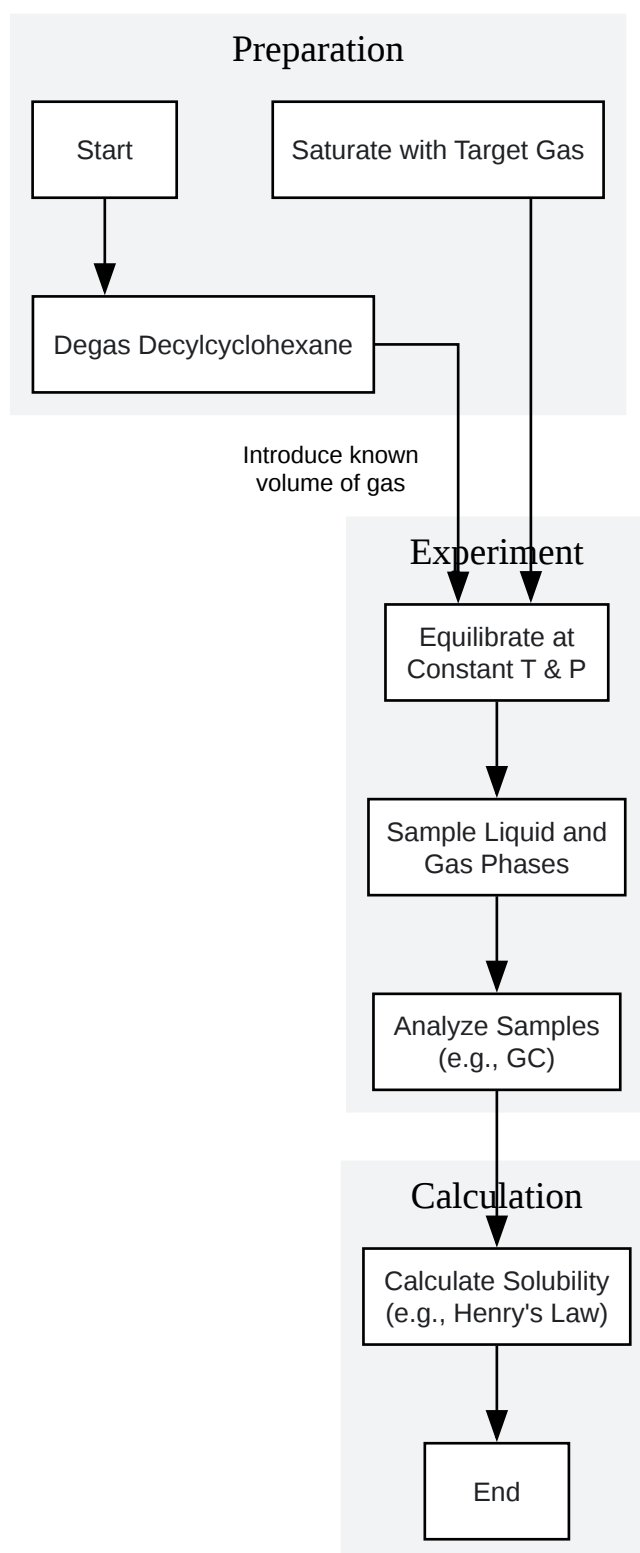 Preparation
Start
Saturate with Target Gas
Degas Decylcyclohexane
Introduce known
volume of gas
Experiment
Equilibrate at
Constant T & P
Sample Liquid and
Gas Phases
Analyze Samples
(e.g., GC)
Calculation
Calculate Solubility
(e.g., Henry's Law)
End